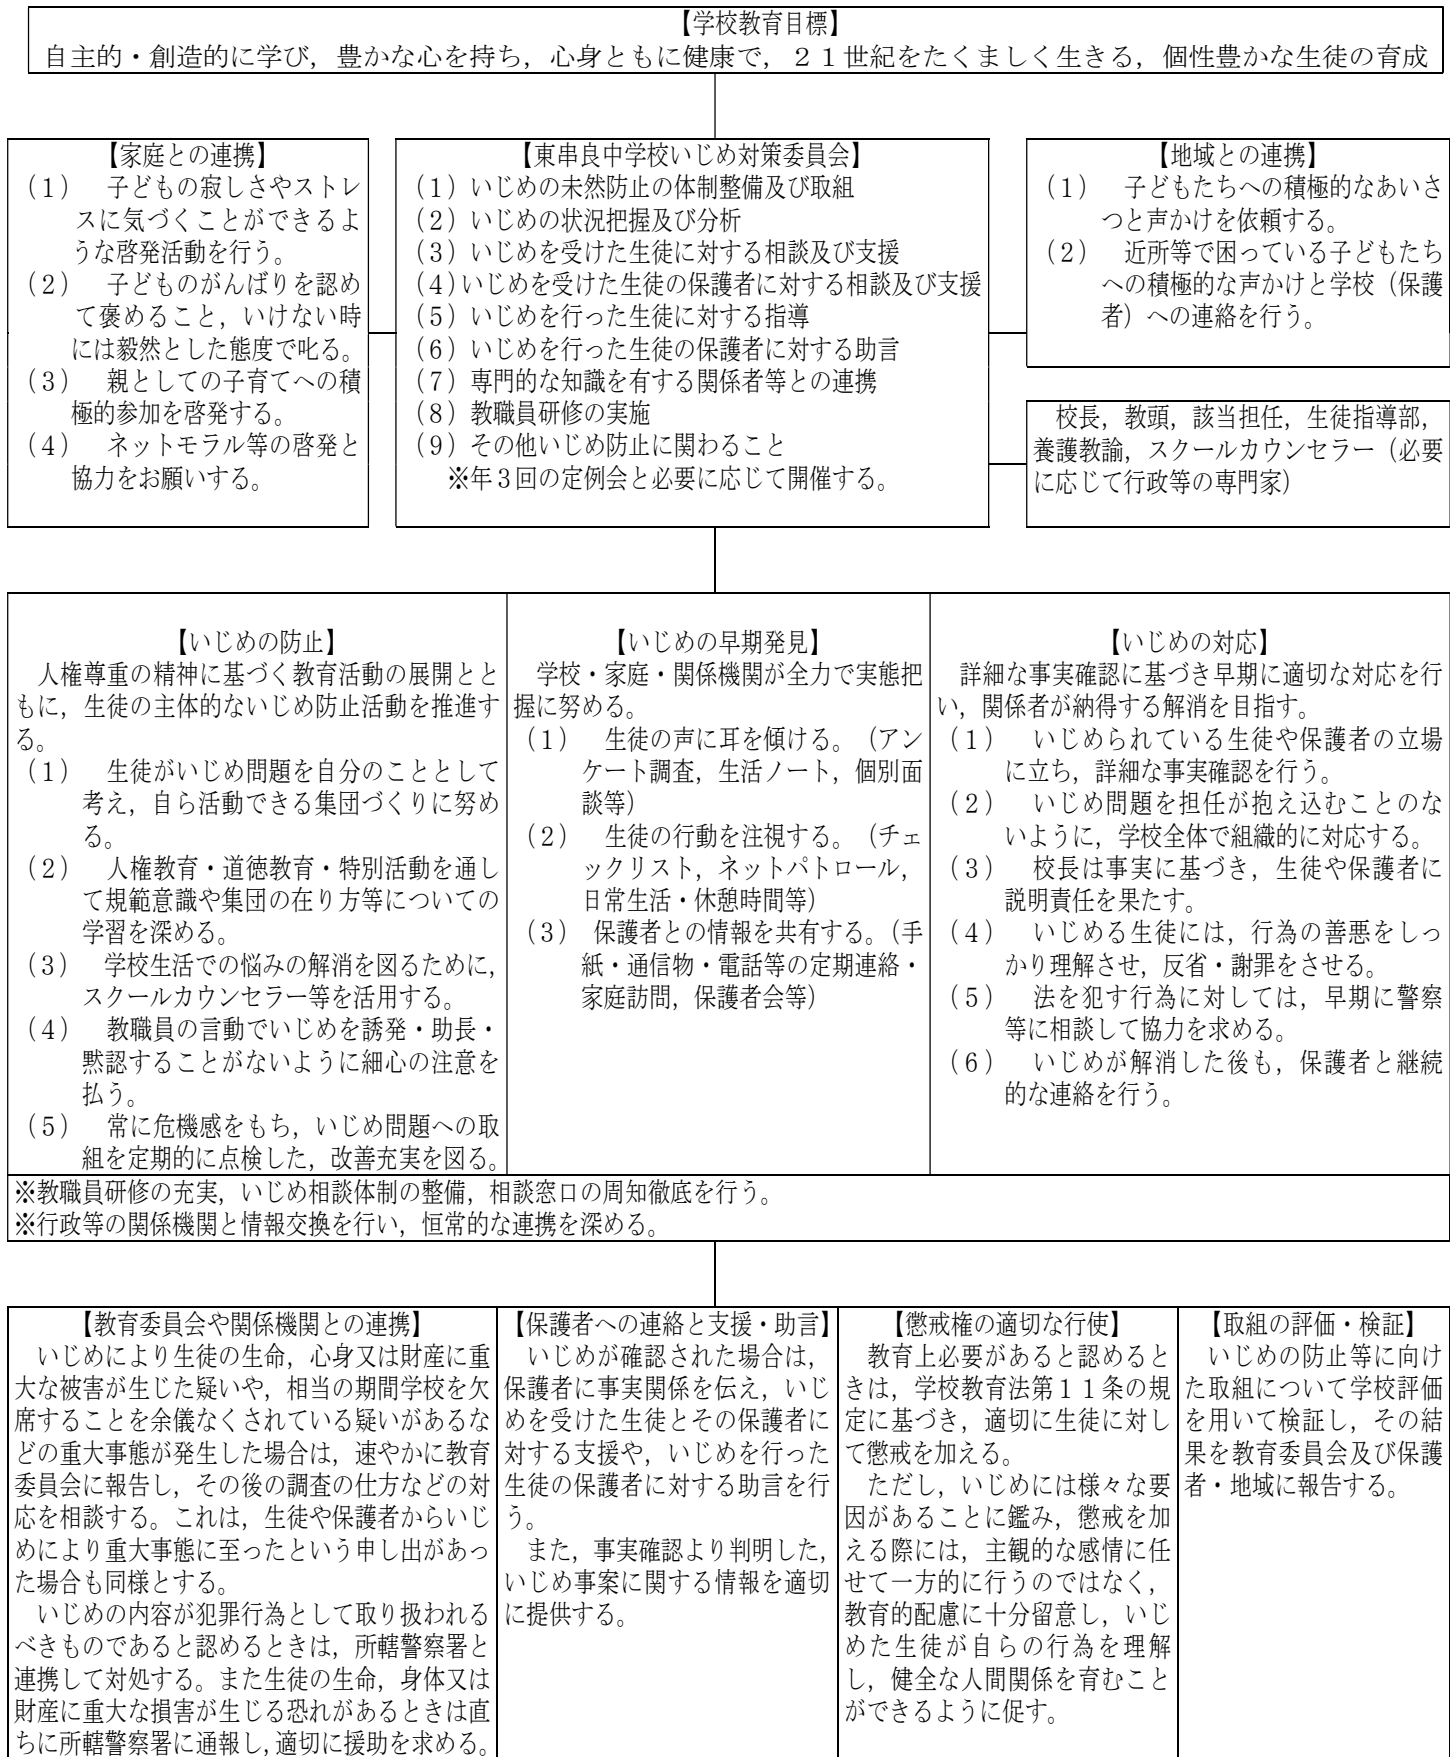 【学校教育目標】
自主的・創造的に学び，豊かな心を持ち，心身ともに健康で，２１世紀をたくましく生きる，個性豊かな生徒の育成
【家庭との連携】
（１）　子どもの寂しさやストレ
スに気づくことができるよ
うな啓発活動を行う。
（２）　子どものがんばりを認め
て褒めること，いけない時
には毅然とした態度で叱る。
（３）　親としての子育てへの積
極的参加を啓発する。
（４）　ネットモラル等の啓発と
協力をお願いする。
【東串良中学校いじめ対策委員会】
（１）いじめの未然防止の体制整備及び取組
（２）いじめの状況把握及び分析
（３）いじめを受けた生徒に対する相談及び支援
（４）いじめを受けた生徒の保護者に対する相談及び支援
（５）いじめを行った生徒に対する指導
（６）いじめを行った生徒の保護者に対する助言
（７）専門的な知識を有する関係者等との連携
（８）教職員研修の実施
（９）その他いじめ防止に関わること
※年３回の定例会と必要に応じて開催する。
【地域との連携】
（１）　子どもたちへの積極的なあいさ
つと声かけを依頼する。
（２）　近所等で困っている子どもたち
への積極的な声かけと学校（保護
者）への連絡を行う。
校長，教頭，該当担任，生徒指導部，
養護教諭，スクールカウンセラー（必要
に応じて行政等の専門家）
【いじめの防止】
人権尊重の精神に基づく教育活動の展開とと
もに，生徒の主体的ないじめ防止活動を推進す
る。
（１）　生徒がいじめ問題を自分のこととして
考え，自ら活動できる集団づくりに努め
る。
（２）　人権教育・道徳教育・特別活動を通し
て規範意識や集団の在り方等についての
学習を深める。
（３）　学校生活での悩みの解消を図るために，
スクールカウンセラー等を活用する。
（４）　教職員の言動でいじめを誘発・助長・
黙認することがないように細心の注意を
払う。
（５）　常に危機感をもち，いじめ問題への取
組を定期的に点検した，改善充実を図る。
【いじめの早期発見】
学校・家庭・関係機関が全力で実態把
握に努める。
（１）　生徒の声に耳を傾ける。（アン
ケート調査，生活ノート，個別面
談等）
（２）　生徒の行動を注視する。（チェ
ックリスト，ネットパトロール，
日常生活・休憩時間等）
（３）　保護者との情報を共有する。（手
紙・通信物・電話等の定期連絡・
家庭訪問，保護者会等）
【いじめの対応】
詳細な事実確認に基づき早期に適切な対応を行
い，関係者が納得する解消を目指す。
（１）　いじめられている生徒や保護者の立場
に立ち，詳細な事実確認を行う。
（２）　いじめ問題を担任が抱え込むことのな
いように，学校全体で組織的に対応する。
（３）　校長は事実に基づき，生徒や保護者に
説明責任を果たす。
（４）　いじめる生徒には，行為の善悪をしっ
かり理解させ，反省・謝罪をさせる。
（５）　法を犯す行為に対しては，早期に警察
等に相談して協力を求める。
（６）　いじめが解消した後も，保護者と継続
的な連絡を行う。
※教職員研修の充実，いじめ相談体制の整備，相談窓口の周知徹底を行う。
※行政等の関係機関と情報交換を行い，恒常的な連携を深める。
【教育委員会や関係機関との連携】
いじめにより生徒の生命，心身又は財産に重
大な被害が生じた疑いや，相当の期間学校を欠
席することを余儀なくされている疑いがあるな
どの重大事態が発生した場合は，速やかに教育
委員会に報告し，その後の調査の仕方などの対
応を相談する。これは，生徒や保護者からいじ
めにより重大事態に至ったという申し出があっ
た場合も同様とする。
いじめの内容が犯罪行為として取り扱われる
べきものであると認めるときは，所轄警察署と
連携して対処する。また生徒の生命，身体又は
財産に重大な損害が生じる恐れがあるときは直
ちに所轄警察署に通報し，適切に援助を求める。
【保護者への連絡と支援・助言】
いじめが確認された場合は，
保護者に事実関係を伝え，いじ
めを受けた生徒とその保護者に
対する支援や，いじめを行った
生徒の保護者に対する助言を行
う。
また，事実確認より判明した，
いじめ事案に関する情報を適切
に提供する。
【懲戒権の適切な行使】
教育上必要があると認めると
きは，学校教育法第１１条の規
定に基づき，適切に生徒に対し
て懲戒を加える。
ただし，いじめには様々な要
因があることに鑑み，懲戒を加
える際には，主観的な感情に任
せて一方的に行うのではなく，
教育的配慮に十分留意し，いじ
めた生徒が自らの行為を理解
し，健全な人間関係を育むこと
ができるように促す。
【取組の評価・検証】
いじめの防止等に向け
た取組について学校評価
を用いて検証し，その結
果を教育委員会及び保護
者・地域に報告する。